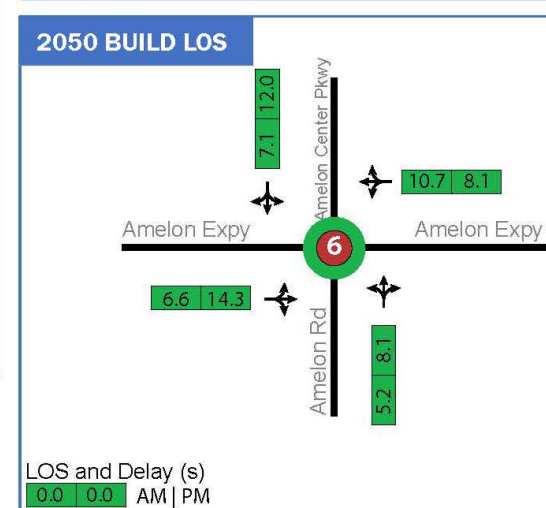 2050 BUILD LOS
7.1 12.0
Amelon Center Pkwy
10.7 8.1
Amelon Expy
Amelon Expy
6
6.6 14.3
Amelon Rd
5.2 8.1
LOS and Delay (s)
0.0 0.0 AM | PM